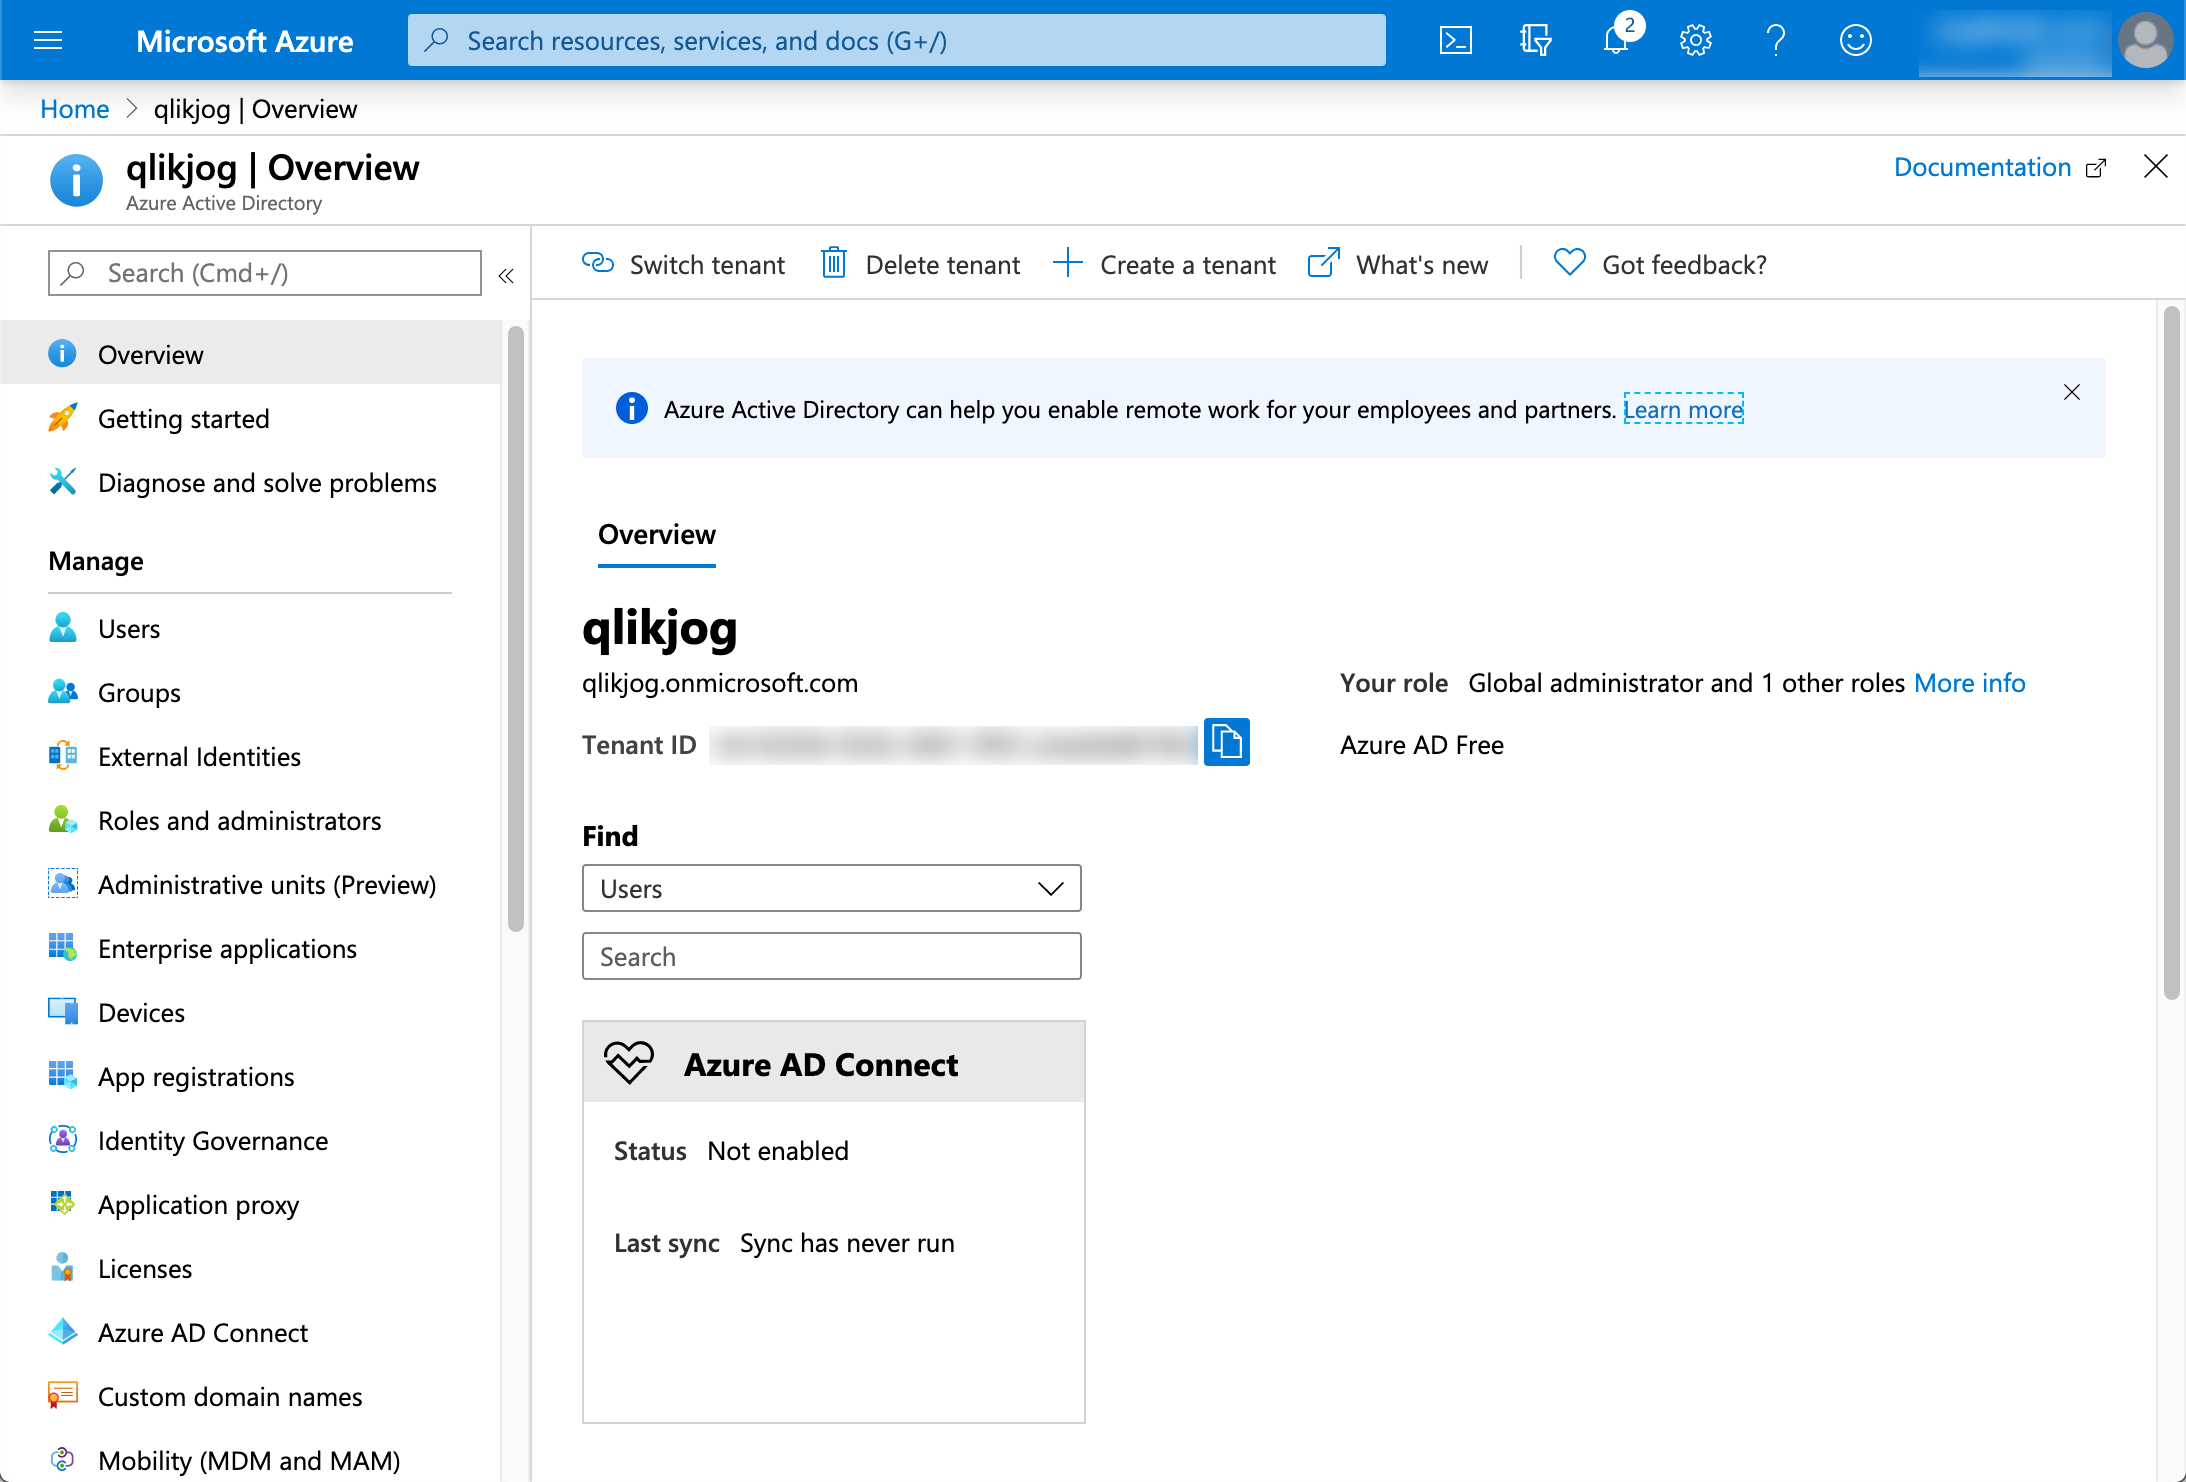 Microsoft Azure
Search resources, services, and docs (G+/)
2
Home > qlikjog | Overview
qlikjog | Overview
Azure Active Directory
Documentation
Search (Cmd+/)
«
Overview
Getting started
Diagnose and solve problems
Manage
Users
Groups
External Identities
Roles and administrators
Administrative units (Preview)
Enterprise applications
Devices
App registrations
Identity Governance
Application proxy
Licenses
Azure AD Connect
Custom domain names
Mobility (MDM and MAM)
Switch tenant
Delete tenant
Create a tenant
What's new
Got feedback?
Azure Active Directory can help you enable remote work for your employees and partners. Learn more
Overview
qlikjog
qlikjog.onmicrosoft.com
Your role Global administrator and 1 other roles More info
Tenant ID
Azure AD Free
Find
Users
Search
Azure AD Connect
Status Not enabled
Last sync Sync has never run